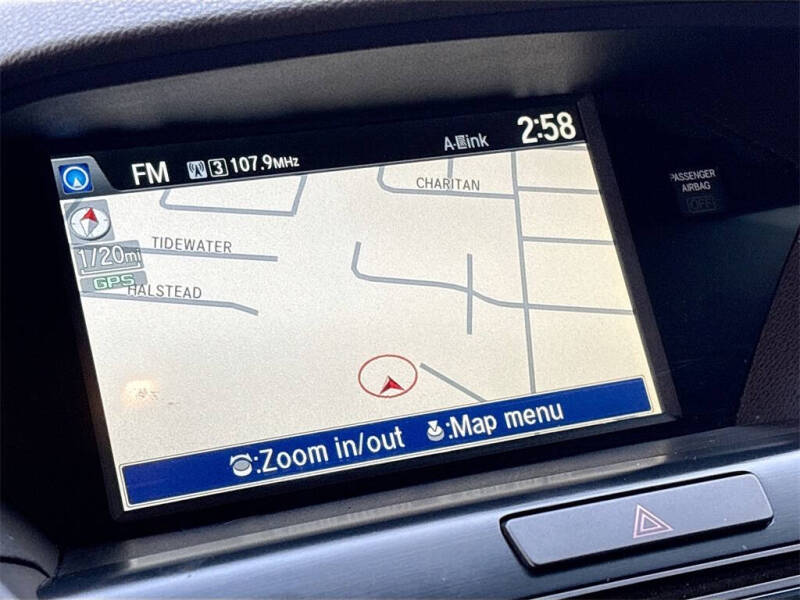 FM 3 107.9MHz A-Link 2:58
PASSENGER
AIRBAG
OFF
CHARITAN
TIDEWATER
1/20mi
GPS
HALSTEAD
:Zoom in/out :Map menu